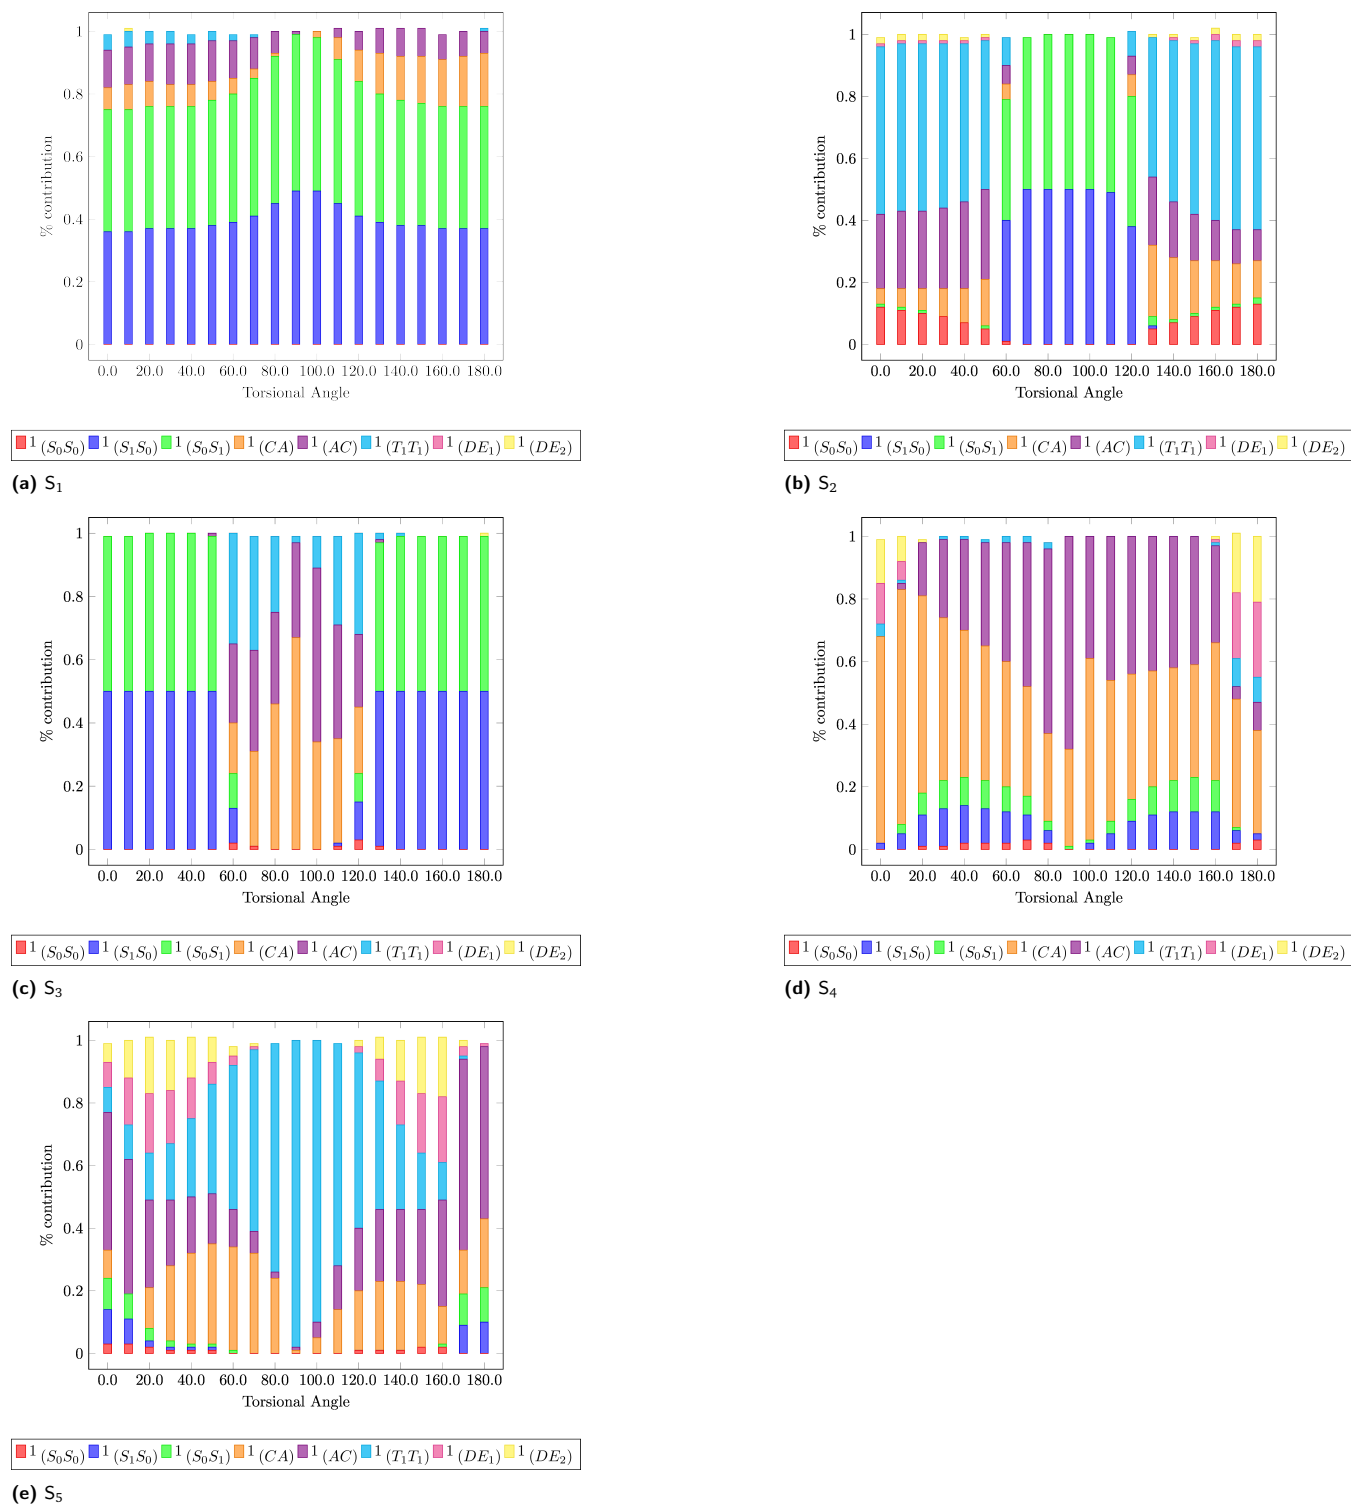 1
0.8
0.6
0.4
0.2
0
% contribution
0.0 20.0 40.0 60.0 80.0 100.0 120.0 140.0 160.0 180.0
Torsional Angle
1 (S0S0) 1 (S1S0) 1 (S0S1) 1 (CA) 1 (AC) 1 (T1T1) 1 (DE1) 1 (DE2)
(a) S1
1
0.8
0.6
0.4
0.2
0
% contribution
0.0 20.0 40.0 60.0 80.0 100.0 120.0 140.0 160.0 180.0
Torsional Angle
1 (S0S0) 1 (S1S0) 1 (S0S1) 1 (CA) 1 (AC) 1 (T1T1) 1 (DE1) 1 (DE2)
(b) S2
1
0.8
0.6
0.4
0.2
0
% contribution
0.0 20.0 40.0 60.0 80.0 100.0 120.0 140.0 160.0 180.0
Torsional Angle
1 (S0S0) 1 (S1S0) 1 (S0S1) 1 (CA) 1 (AC) 1 (T1T1) 1 (DE1) 1 (DE2)
(c) S3
1
0.8
0.6
0.4
0.2
0
% contribution
0.0 20.0 40.0 60.0 80.0 100.0 120.0 140.0 160.0 180.0
Torsional Angle
1 (S0S0) 1 (S1S0) 1 (S0S1) 1 (CA) 1 (AC) 1 (T1T1) 1 (DE1) 1 (DE2)
(d) S4
1
0.8
0.6
0.4
0.2
0
% contribution
0.0 20.0 40.0 60.0 80.0 100.0 120.0 140.0 160.0 180.0
Torsional Angle
1 (S0S0) 1 (S1S0) 1 (S0S1) 1 (CA) 1 (AC) 1 (T1T1) 1 (DE1) 1 (DE2)
(e) S5